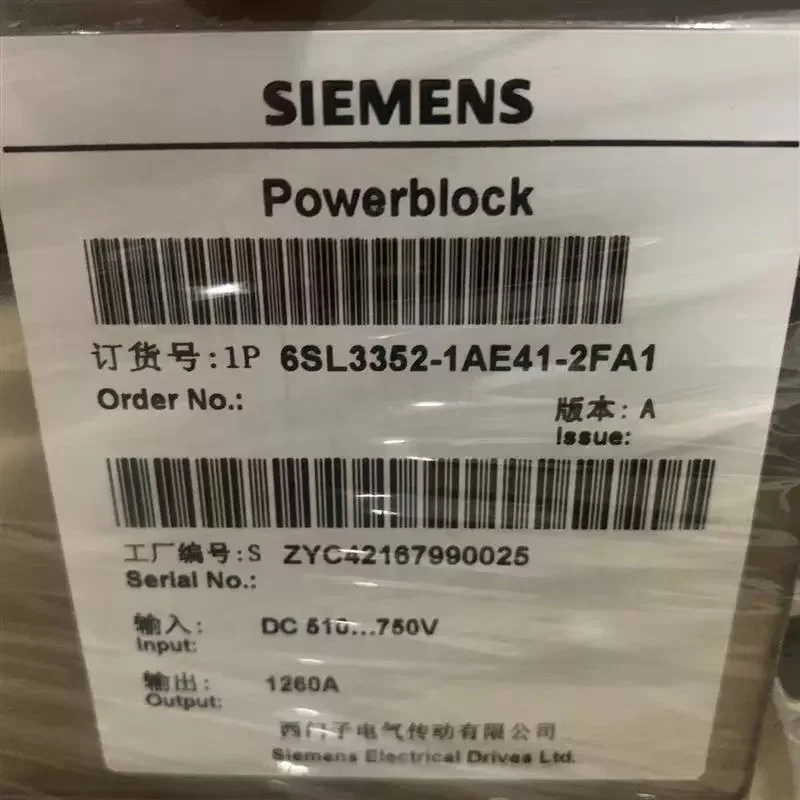 SIEMENS
Powerblock
订货号:1P 6SL3352-1AE41-2FA1
Order No.:
版本: A
Issue:
工厂编号:S ZYC42167990025
Serial No.:
输入: DC 510...750V
Input:
输出: 1260A
Output:
西门子电气传动有限公司
Siemens Electrical Drives Ltd.